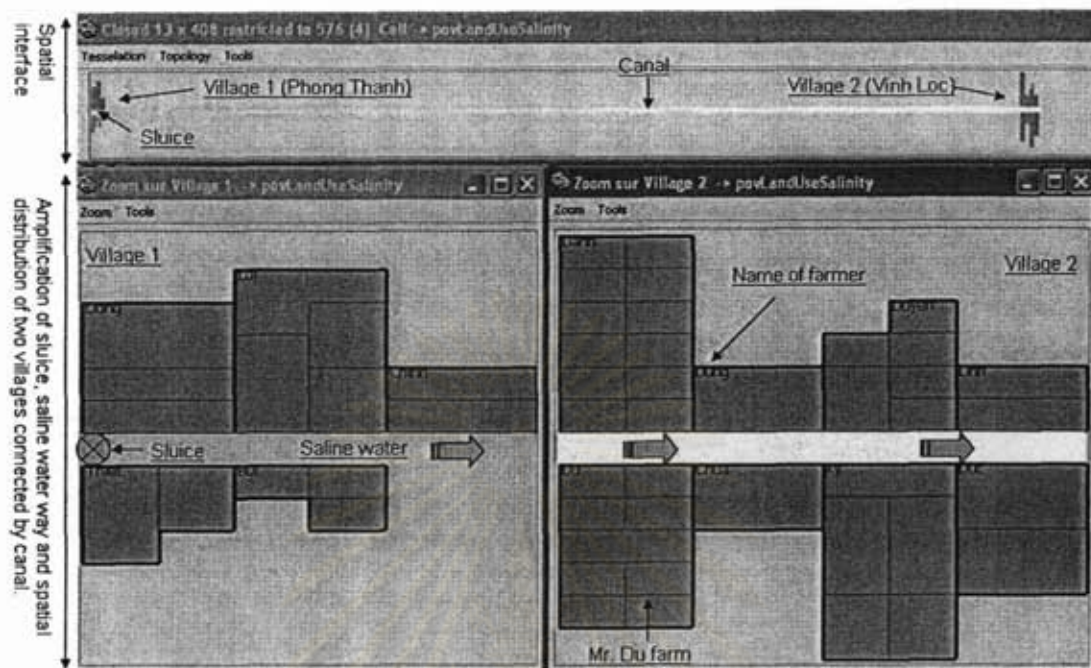 Spatial
interface
Closed 13 x 408 restricted to 576 (4) Cell -> povLandUseSalinity
Tesselation Topology Tools
Canal
Village 1 (Phong Thanh)
Village 2 (Vinh Loc)
Sluice
Amplification of sluice, saline water way and spatial
distribution of two villages connected by canal.
Zoom sur Village 1 -> povLandUseSalinity
Zoom Tools
Village 1
Sluice
Saline water
Zoom sur Village 2 -> povLandUseSalinity
Zoom Tools
Village 2
Name of farmer
Dung
Mr. Du farm